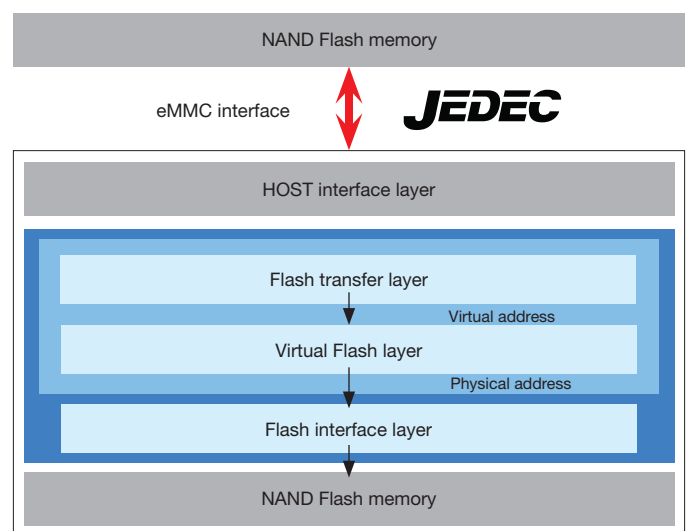 NAND Flash memory
eMMC interface
JEDEC
HOST interface layer
Flash transfer layer
Virtual address
Virtual Flash layer
Physical address
Flash interface layer
NAND Flash memory